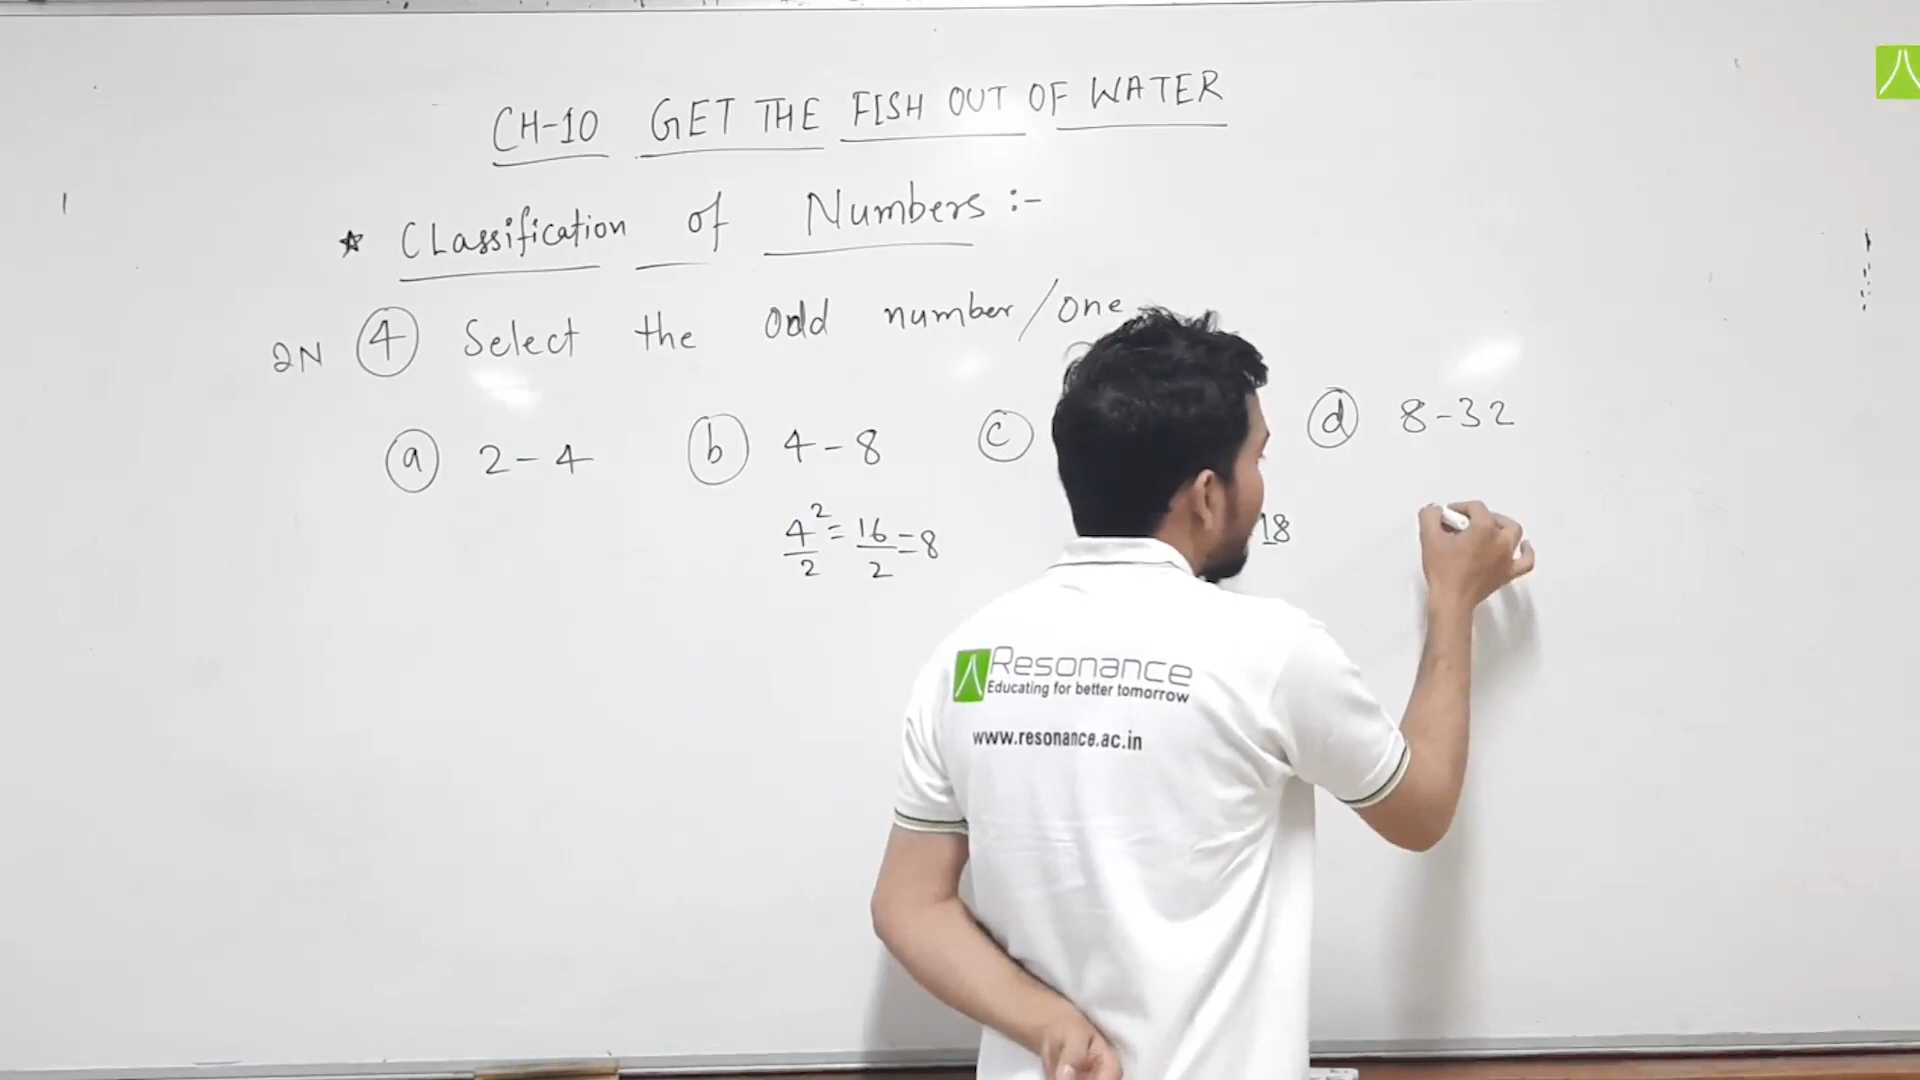 CH-10 GET THE FISH OUT OF WATER
* CLassification of Numbers :-
2N 4 Select the odd number/one
a 2-4 b 4-8 c d 8-32
4²/2 = 16/2 = 8 18
Resonance
Educating for better tomorrow
www.resonance.ac.in